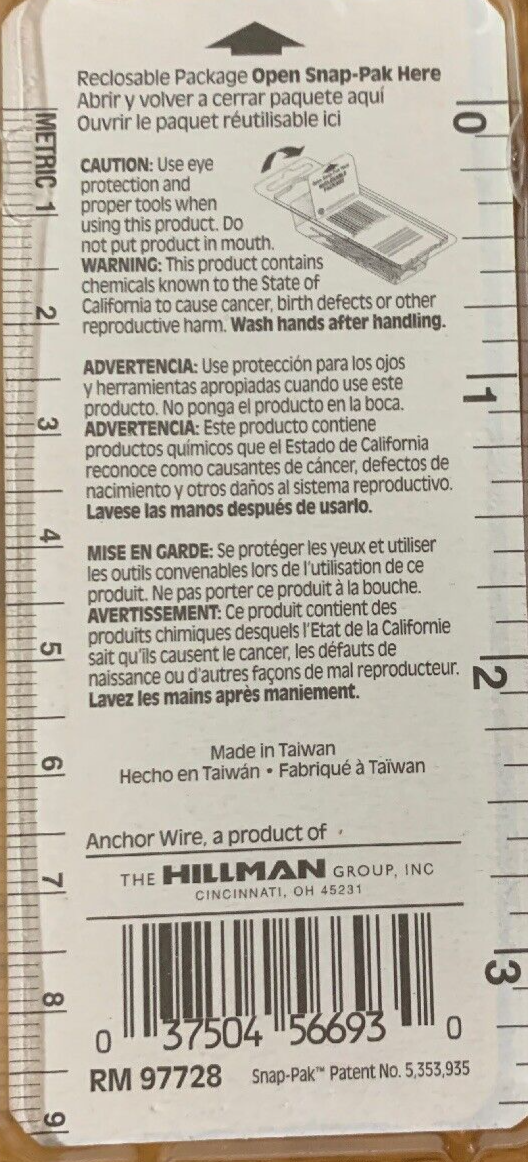 Reclosable Package Open Snap-Pak Here
Abrir y volver a cerrar paquete aquí
Ouvrir le paquet réutilisable ici
CAUTION: Use eye
protection and
proper tools when
using this product. Do
not put product in mouth.
WARNING: This product contains
chemicals known to the State of
California to cause cancer, birth defects or other
reproductive harm. Wash hands after handling.
ADVERTENCIA: Use protección para los ojos
y herramientas apropiadas cuando use este
producto. No ponga el producto en la boca.
ADVERTENCIA: Este producto contiene
productos químicos que el Estado de California
reconoce como causantes de cáncer, defectos de
nacimiento y otros daños al sistema reproductivo.
Lavese las manos después de usarlo.
MISE EN GARDE: Se protéger les yeux et utiliser
les outils convenables lors de l'utilisation de ce
produit. Ne pas porter ce produit à la bouche.
AVERTISSEMENT: Ce produit contient des
produits chimiques desquels l'Etat de la Californie
sait qu'ils causent le cancer, les défauts de
naissance ou d'autres façons de mal reproducteur.
Lavez les mains après maniement.
Made in Taiwan
Hecho en Taiwán • Fabriqué à Taïwan
Anchor Wire, a product of
THE HILLMAN GROUP, INC
CINCINNATI, OH 45231
0 37504 56693 0
RM 97728 Snap-Pak™ Patent No. 5,353,935
METRIC 1 2 3 4 5 6 7 8 9
0 1 2 3